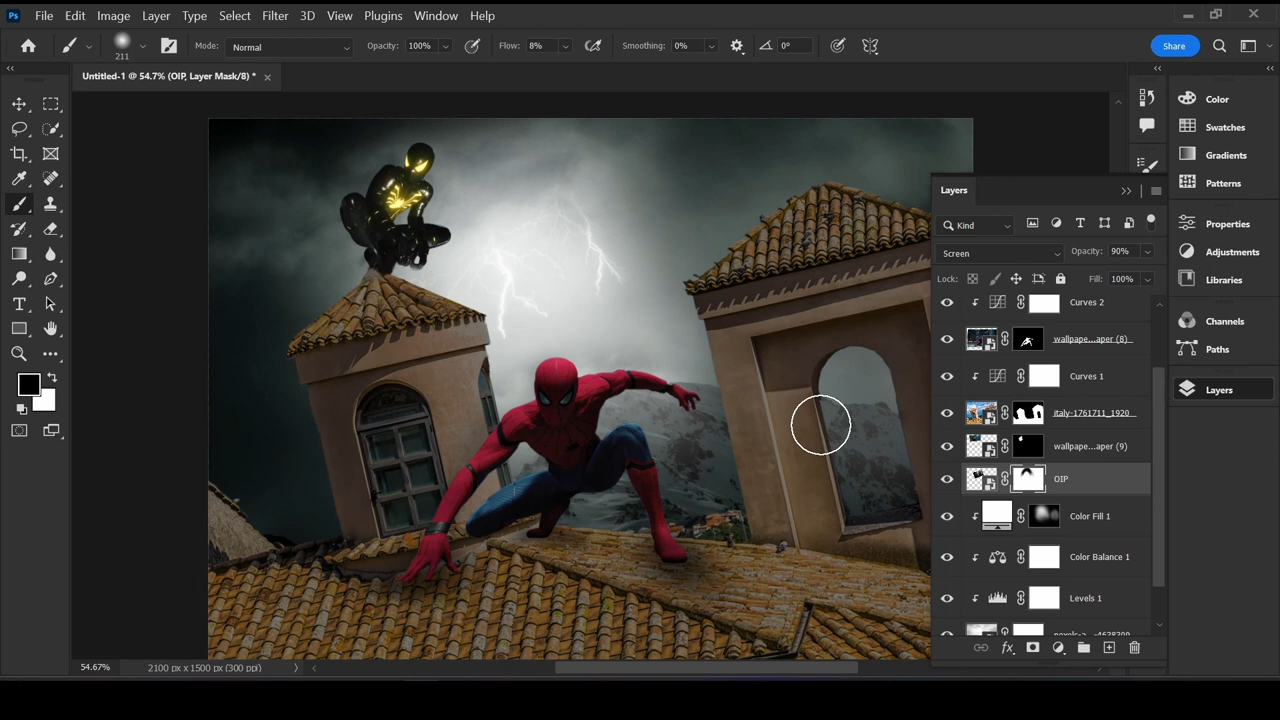 Ps File Edit Image Layer Type Select Filter 3D View Plugins Window Help
211 Mode: Normal Opacity: 100% Flow: 8% Smoothing: 0% 0° Share
Untitled-1 @ 54.7% (OIP, Layer Mask/8) *
Color
Swatches
Gradients
Patterns
Properties
Adjustments
Libraries
Channels
Paths
Layers
Layers
Kind
Screen Opacity: 90%
Lock: Fill: 100%
Curves 2
wallpape...aper (8)
Curves 1
italy-1761711_1920
wallpape...aper (9)
OIP
Color Fill 1
Color Balance 1
Levels 1
fx
54.67% 2100 px x 1500 px (300 ppi)